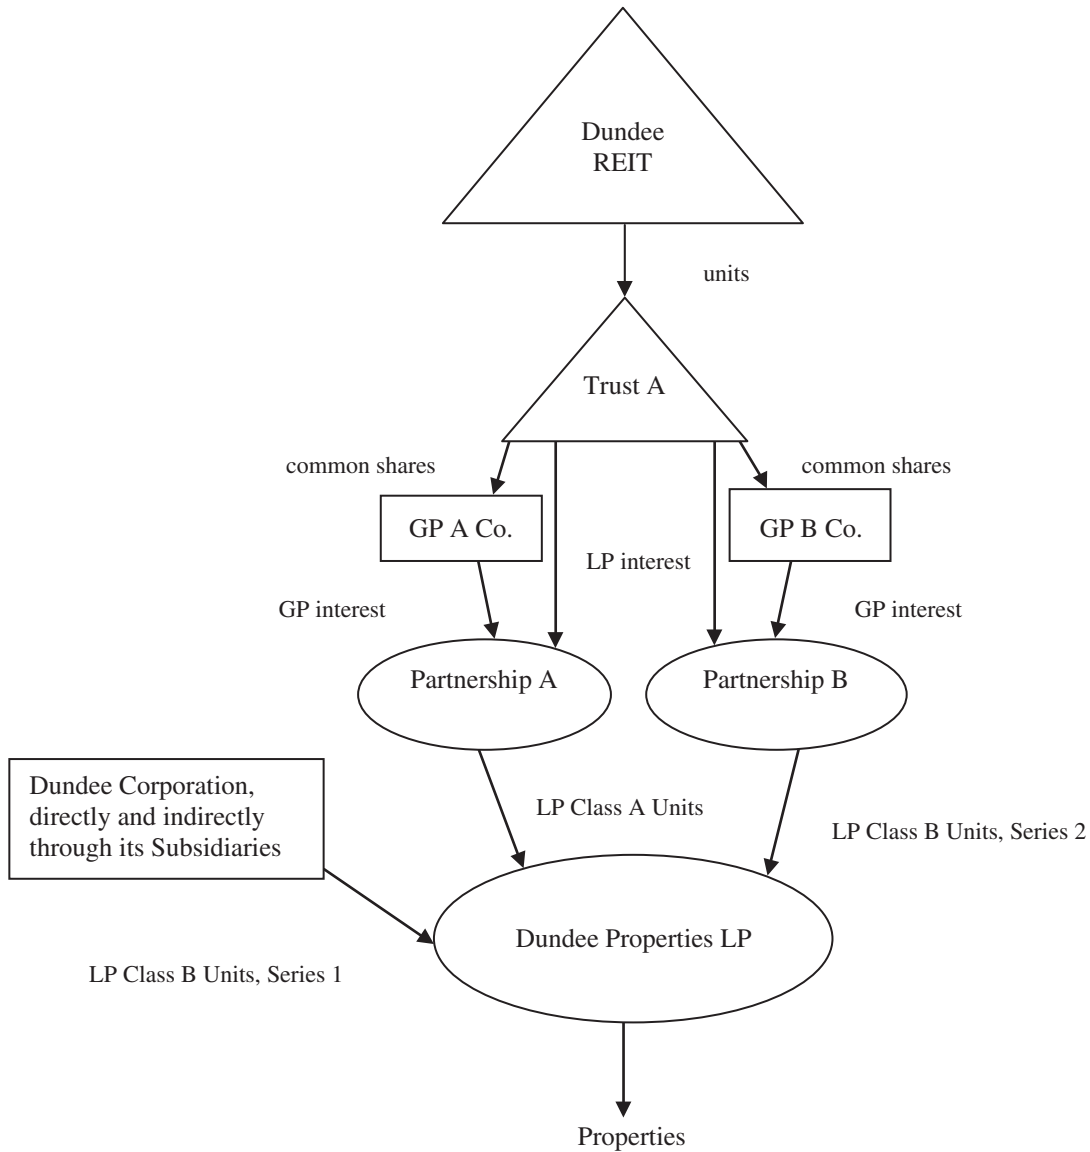 Dundee
REIT
units
Trust A
common shares
common shares
GP A Co.
GP B Co.
LP interest
GP interest
GP interest
Partnership A
Partnership B
Dundee Corporation,
directly and indirectly
through its Subsidiaries
LP Class A Units
LP Class B Units, Series 2
Dundee Properties LP
LP Class B Units, Series 1
Properties